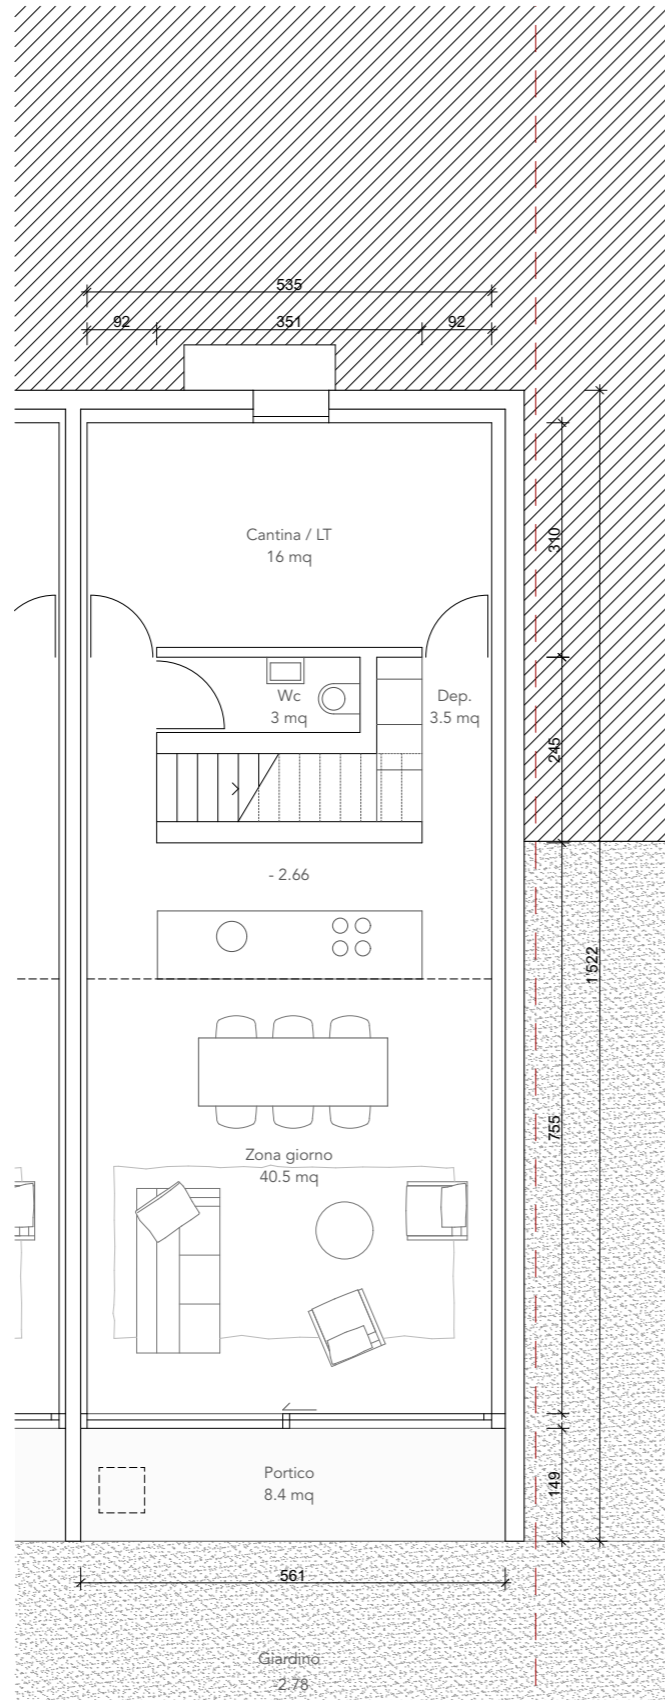 535
92
351
92
Cantina / LT
16 mq
310
Wc
3 mq
Dep.
3.5 mq
245
- 2.66
1'522
755
Zona giorno
40.5 mq
Portico
8.4 mq
149
561
Giardino
-2.78